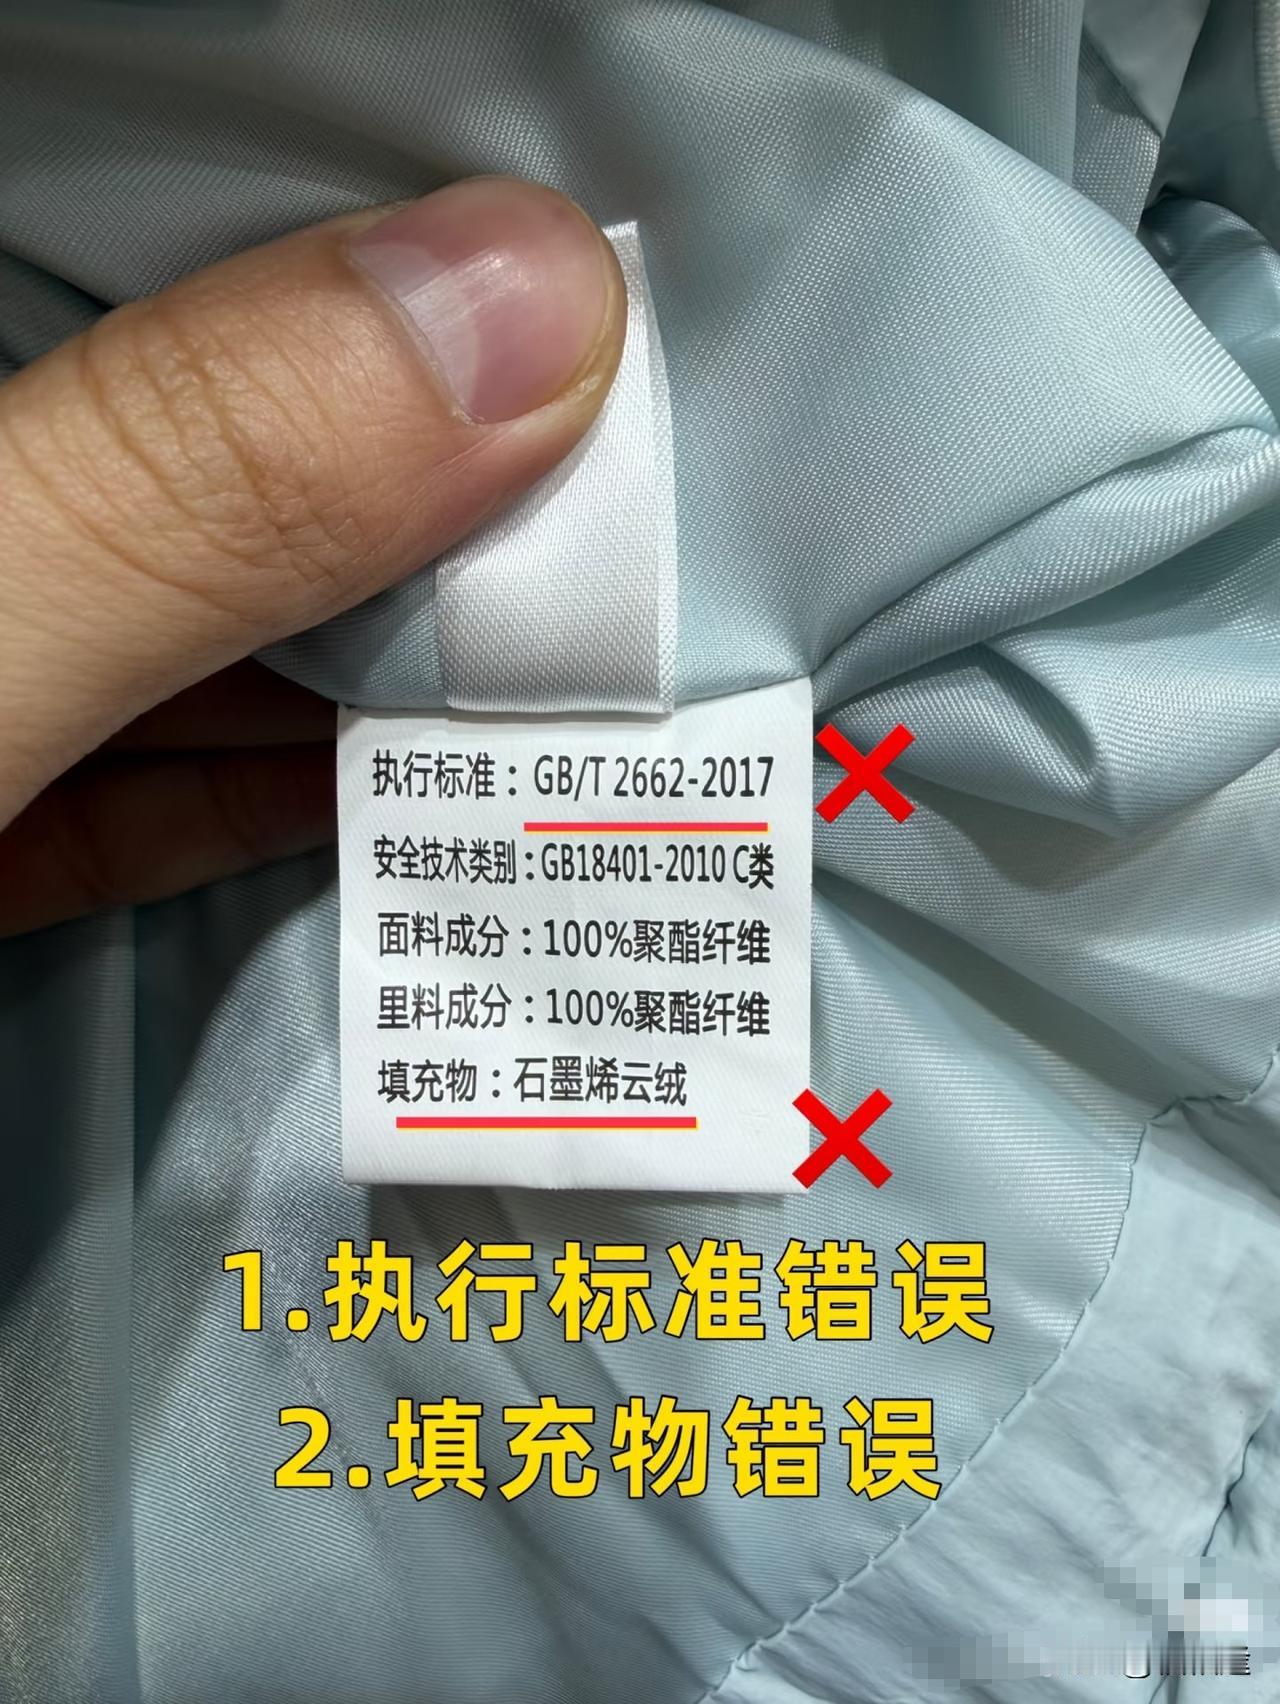 执行标准：GB/T 2662-2017
安全技术类别：GB18401-2010 C类
面料成分：100%聚酯纤维
里料成分：100%聚酯纤维
填充物：石墨烯云绒
1.执行标准错误
2.填充物错误